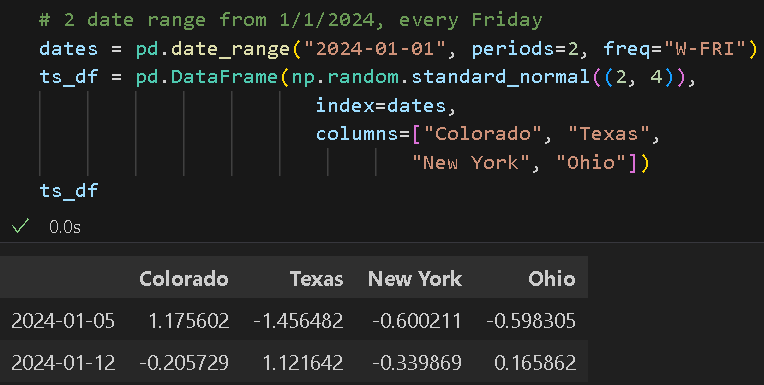 # 2 date range from 1/1/2024, every Friday
dates = pd.date_range("2024-01-01", periods=2, freq="W-FRI")
ts_df = pd.DataFrame(np.random.standard_normal((2, 4)),
index=dates,
columns=["Colorado", "Texas",
"New York", "Ohio"])
ts_df
0.0s
Colorado Texas New York Ohio
2024-01-05 1.175602 -1.456482 -0.600211 -0.598305
2024-01-12 -0.205729 1.121642 -0.339869 0.165862